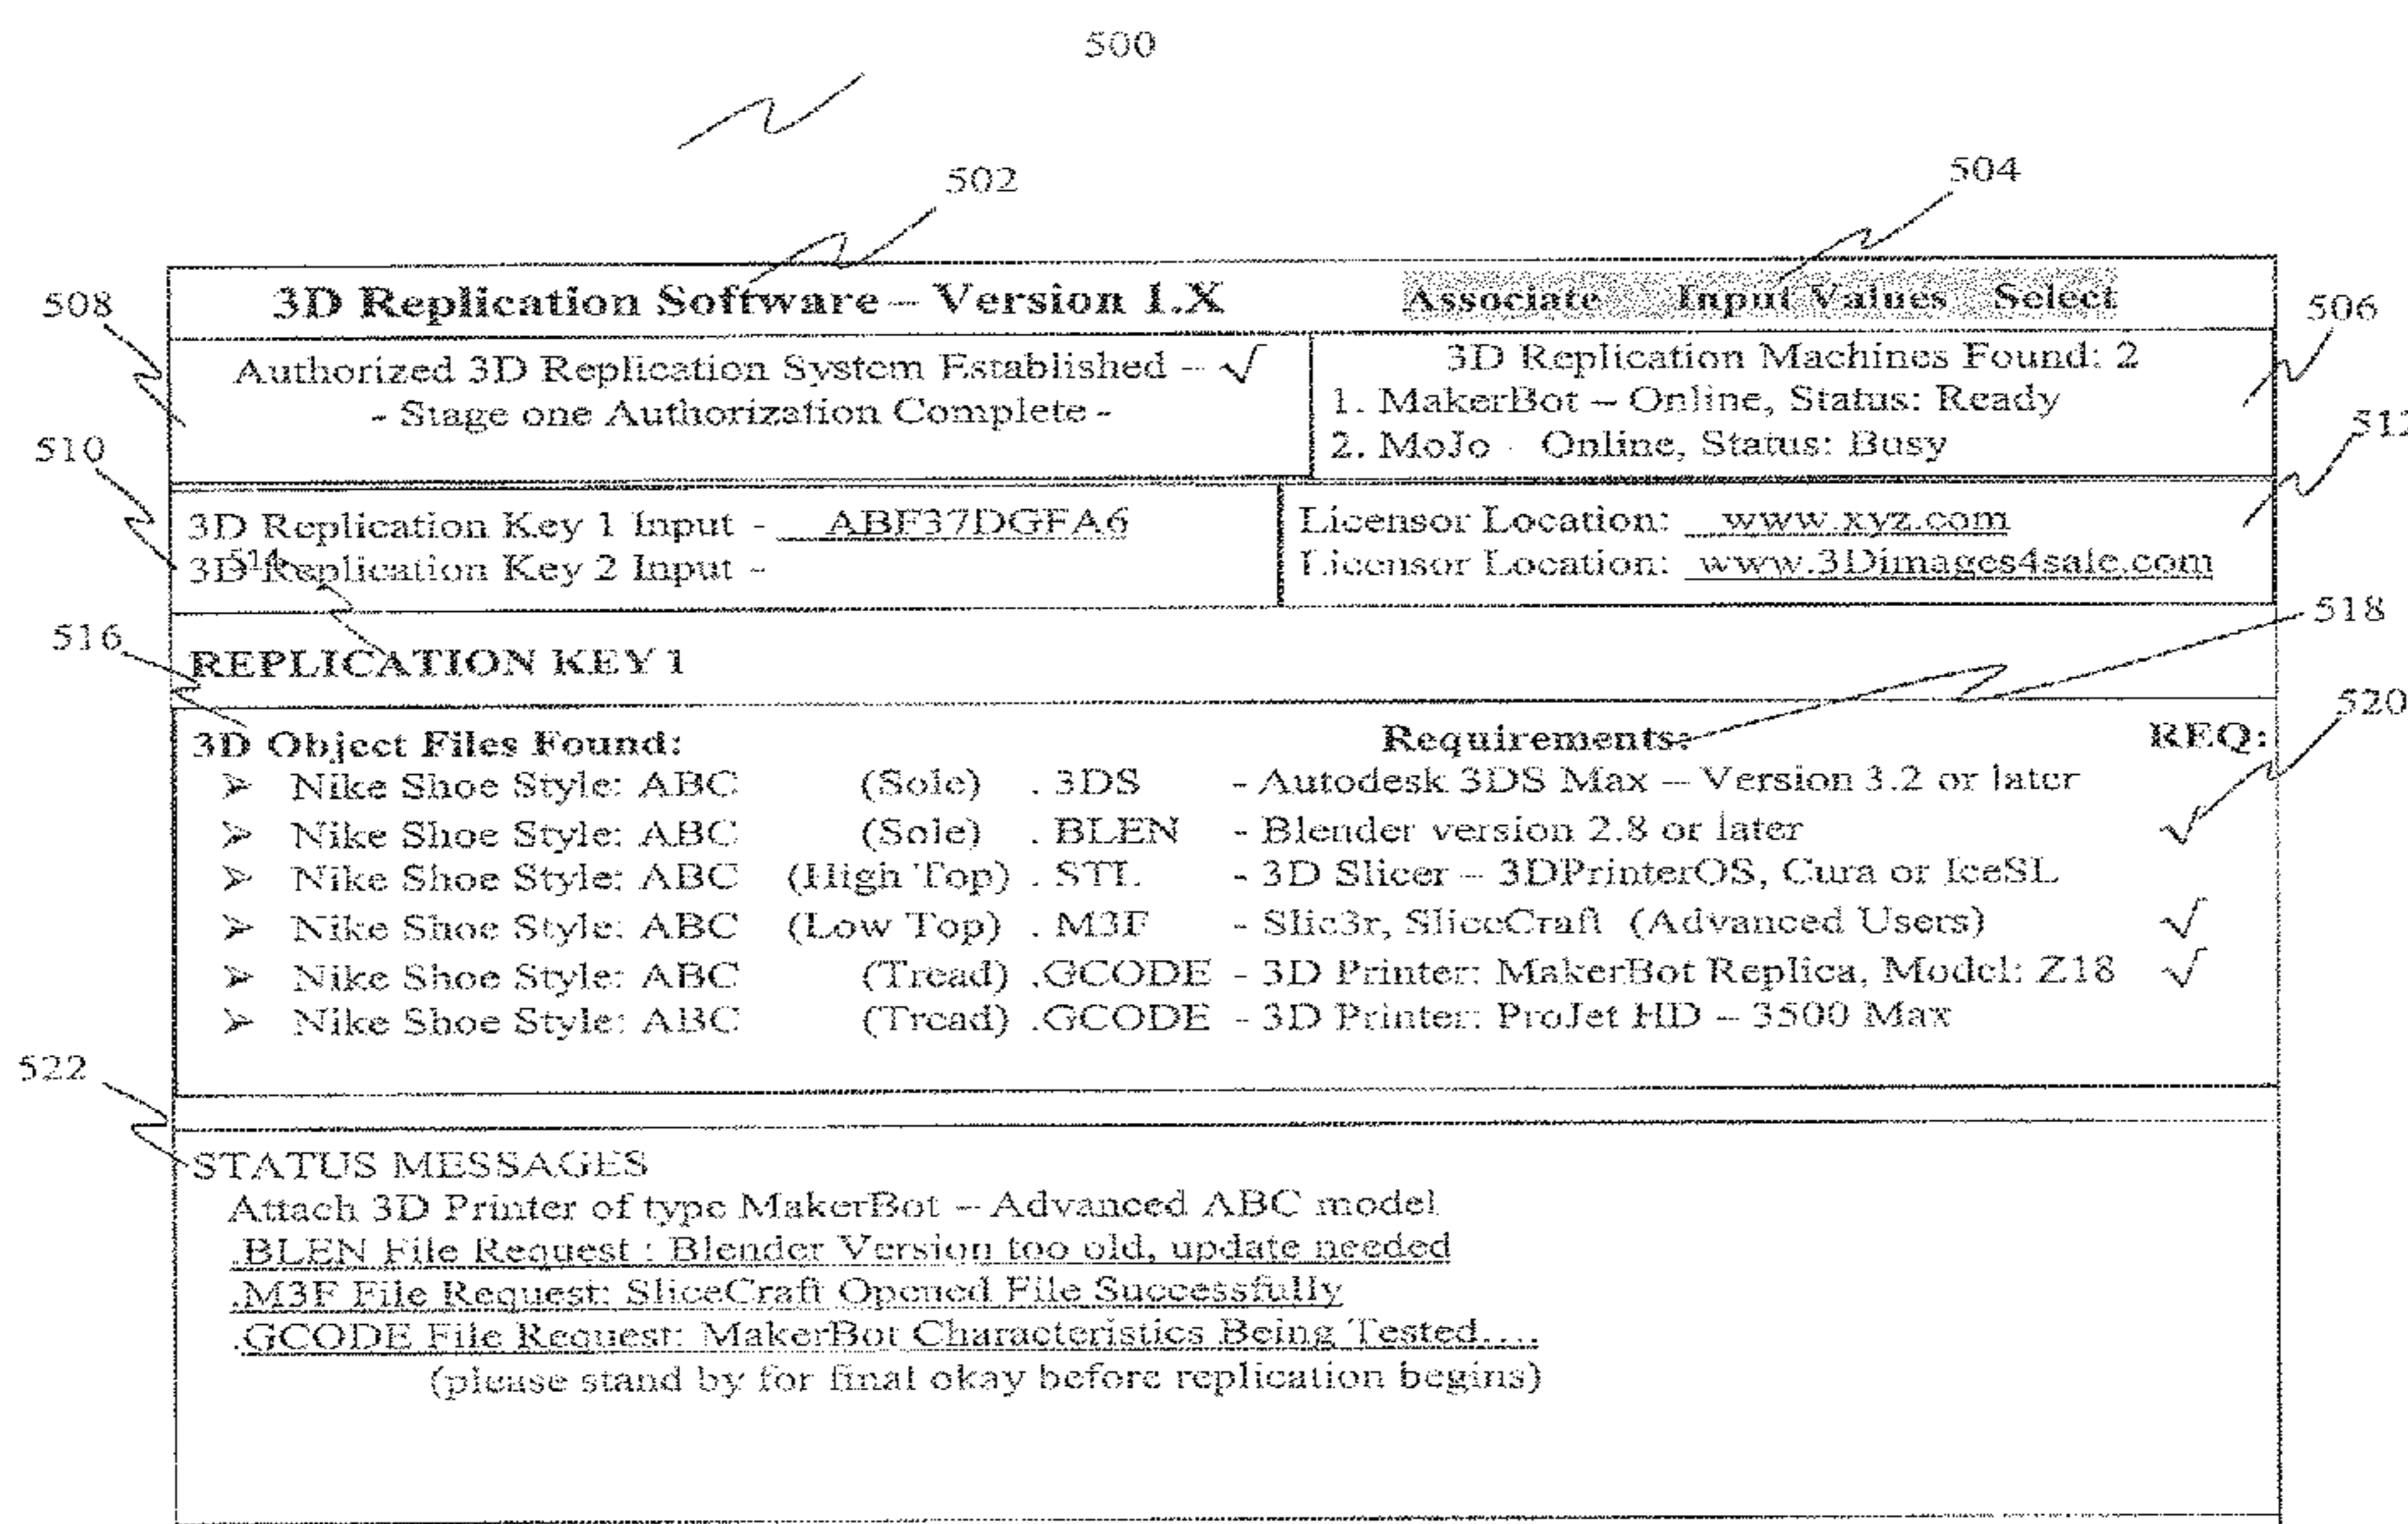 500
502
504
3D Replication Software – Version 1.X Associate Input Values Select
508
506
Authorized 3D Replication System Established – √
- Stage one Authorization Complete -
3D Replication Machines Found: 2
1. MakerBot – Online, Status: Ready
2. MoJo - Online, Status: Busy
510
512
3D Replication Key 1 Input - ABF37DGFA6
3D Replication Key 2 Input -
514
Licensor Location: www.xyz.com
Licensor Location: www.3Dimages4sale.com
516
518
REPLICATION KEY 1
520
3D Object Files Found: Requirements: REQ:
➢ Nike Shoe Style: ABC (Sole) . 3DS - Autodesk 3DS Max – Version 3.2 or later
➢ Nike Shoe Style: ABC (Sole) . BLEN - Blender version 2.8 or later √
➢ Nike Shoe Style: ABC (High Top) . STL - 3D Slicer – 3DPrinterOS, Cura or IceSL
➢ Nike Shoe Style: ABC (Low Top) . M3F - Slic3r, SliceCraft (Advanced Users) √
➢ Nike Shoe Style: ABC (Tread) .GCODE - 3D Printer: MakerBot Replica, Model: Z18 √
➢ Nike Shoe Style: ABC (Tread) .GCODE - 3D Printer: ProJet HD – 3500 Max
522
STATUS MESSAGES
Attach 3D Printer of type MakerBot – Advanced ABC model
.BLEN File Request : Blender Version too old, update needed
.M3F File Request: SliceCraft Opened File Successfully
.GCODE File Request: MakerBot Characteristics Being Tested....
(please stand by for final okay before replication begins)